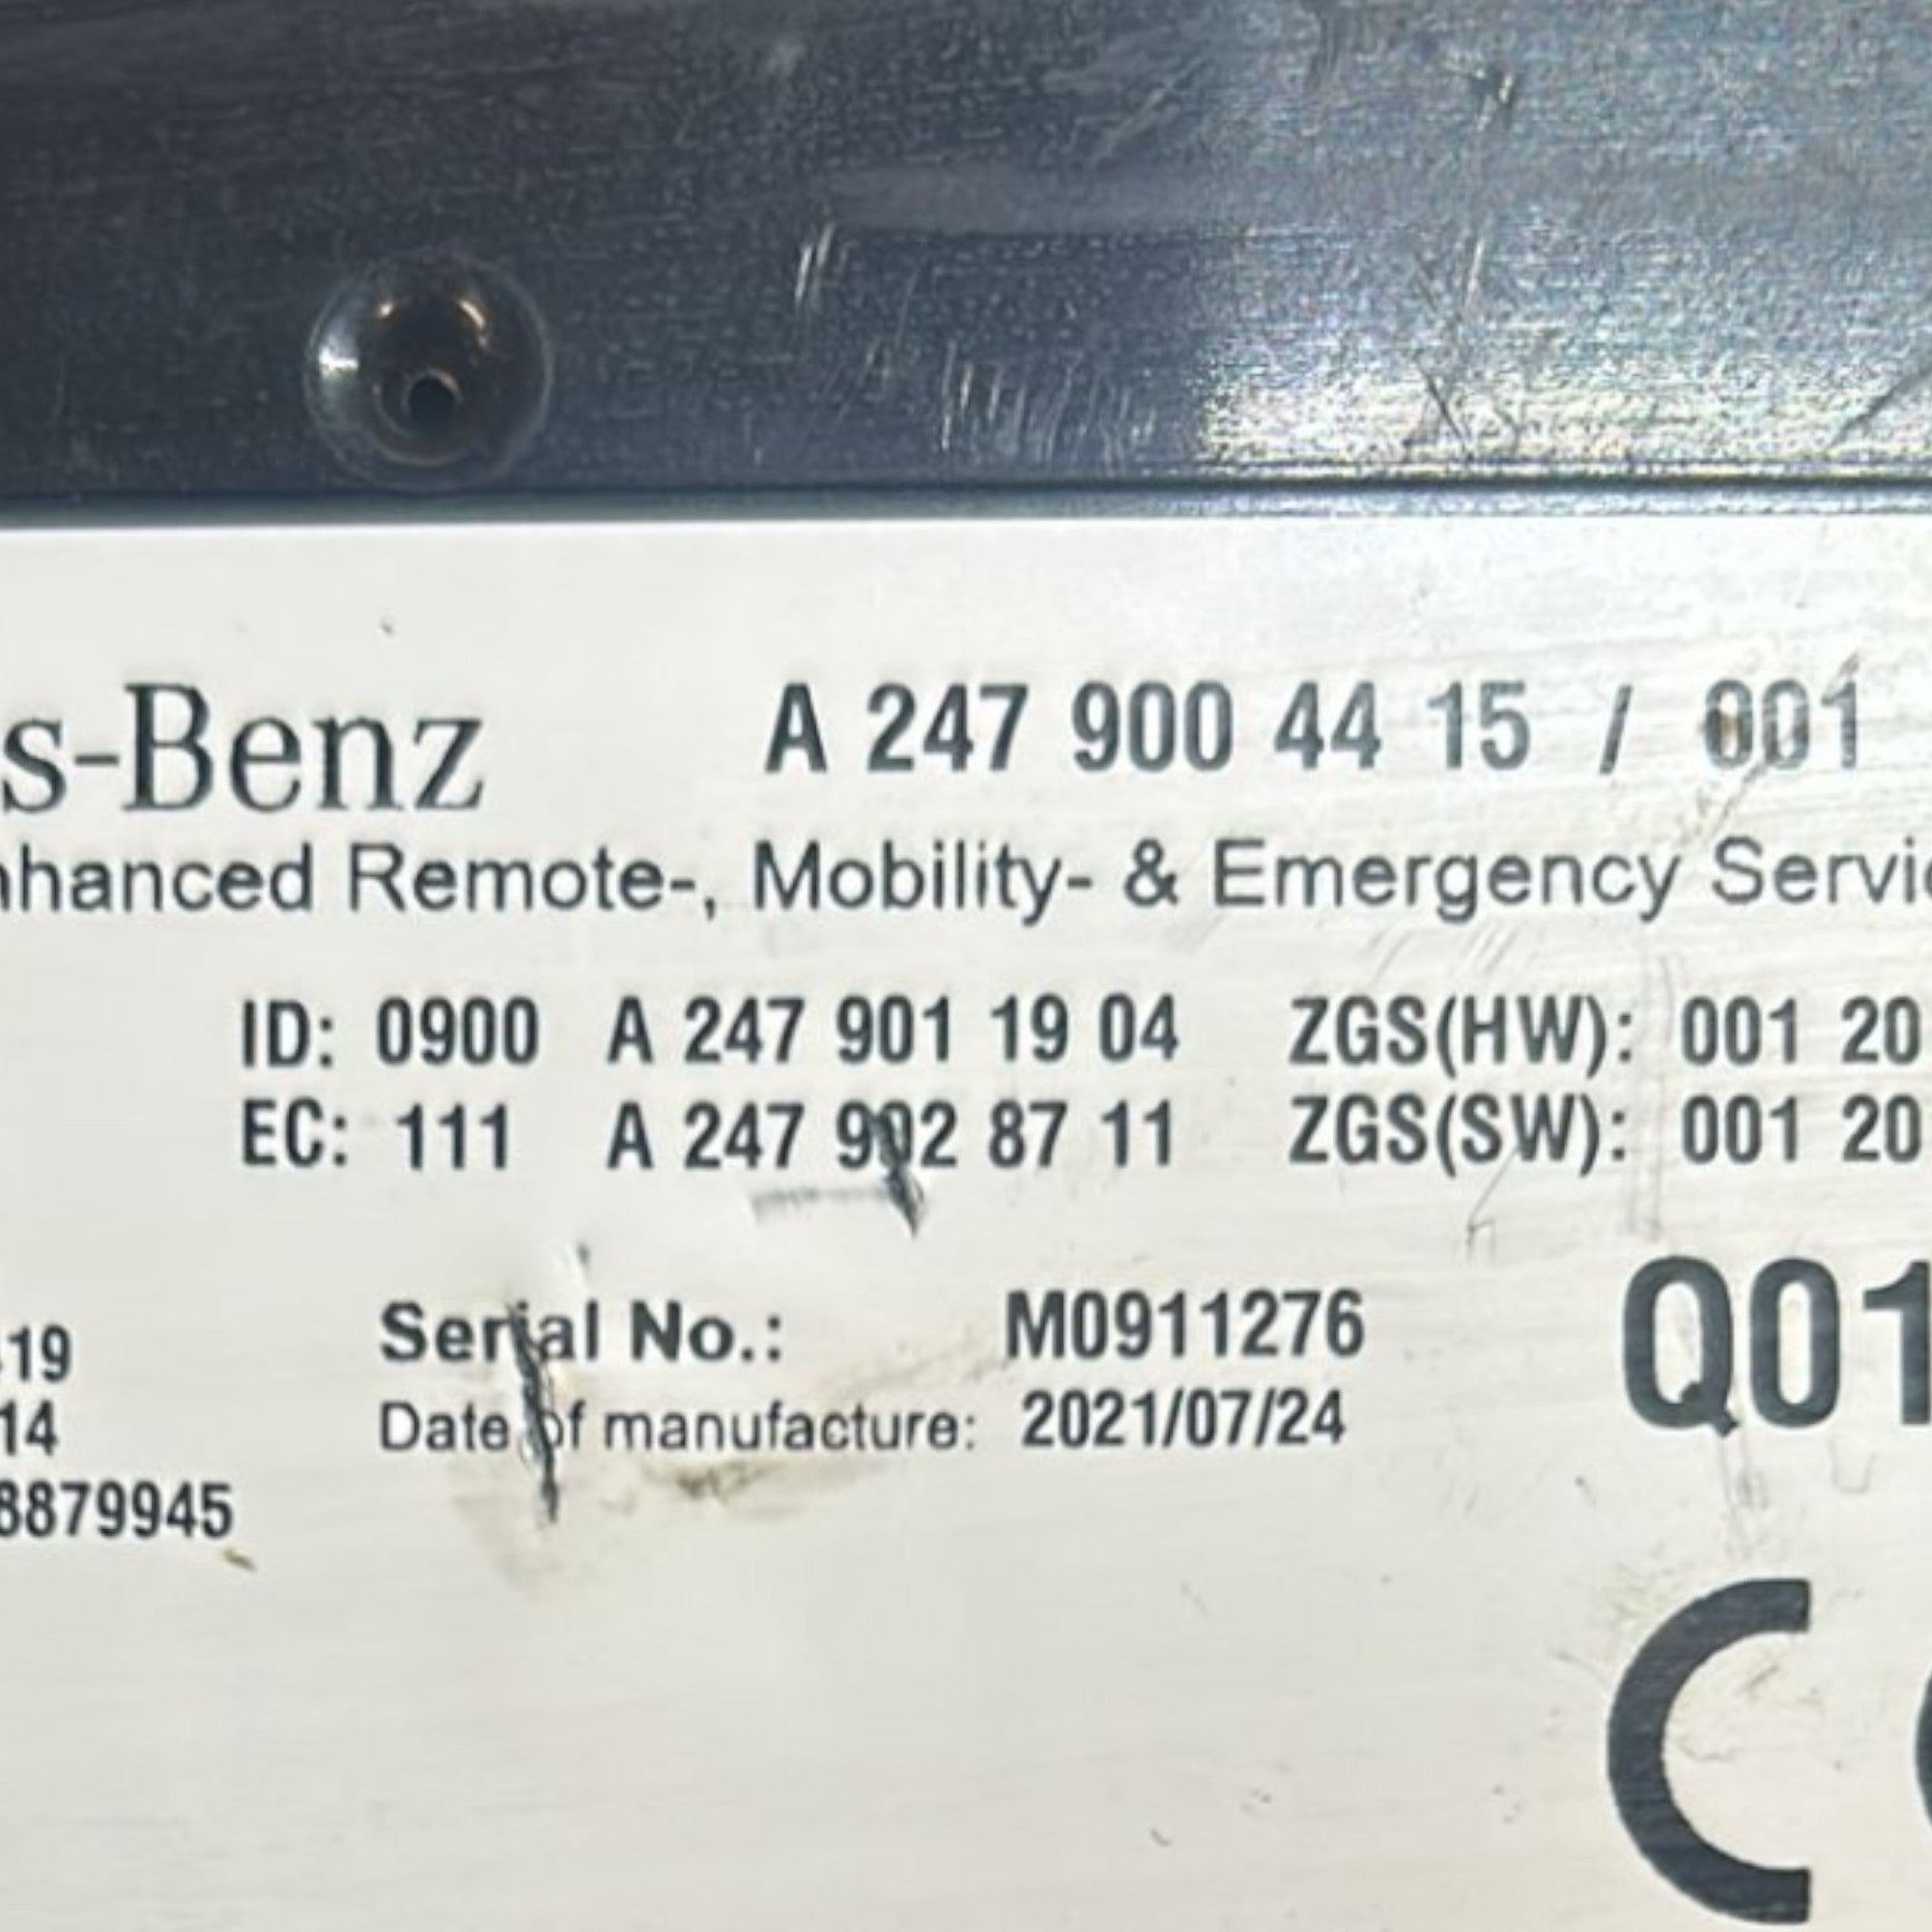 s-Benz A 247 900 44 15 / 001
nhanced Remote-, Mobility- & Emergency Servic
ID: 0900 A 247 901 19 04 ZGS(HW): 001 20
EC: 111 A 247 902 87 11 ZGS(SW): 001 20
19
14
8879945
Serial No.: M0911276
Date of manufacture: 2021/07/24
Q01
CE